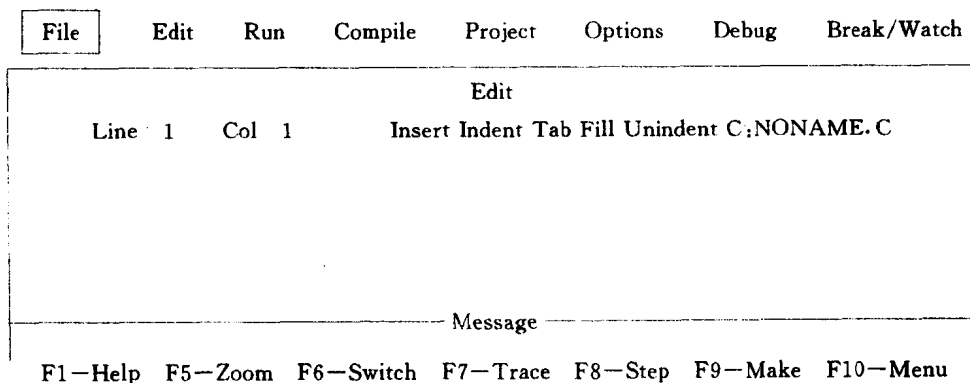 File Edit Run Compile Project Options Debug Break/Watch
Edit
Line 1 Col 1 Insert Indent Tab Fill Unindent C:NONAME.C
Message
F1—Help F5—Zoom F6—Switch F7—Trace F8—Step F9—Make F10—Menu